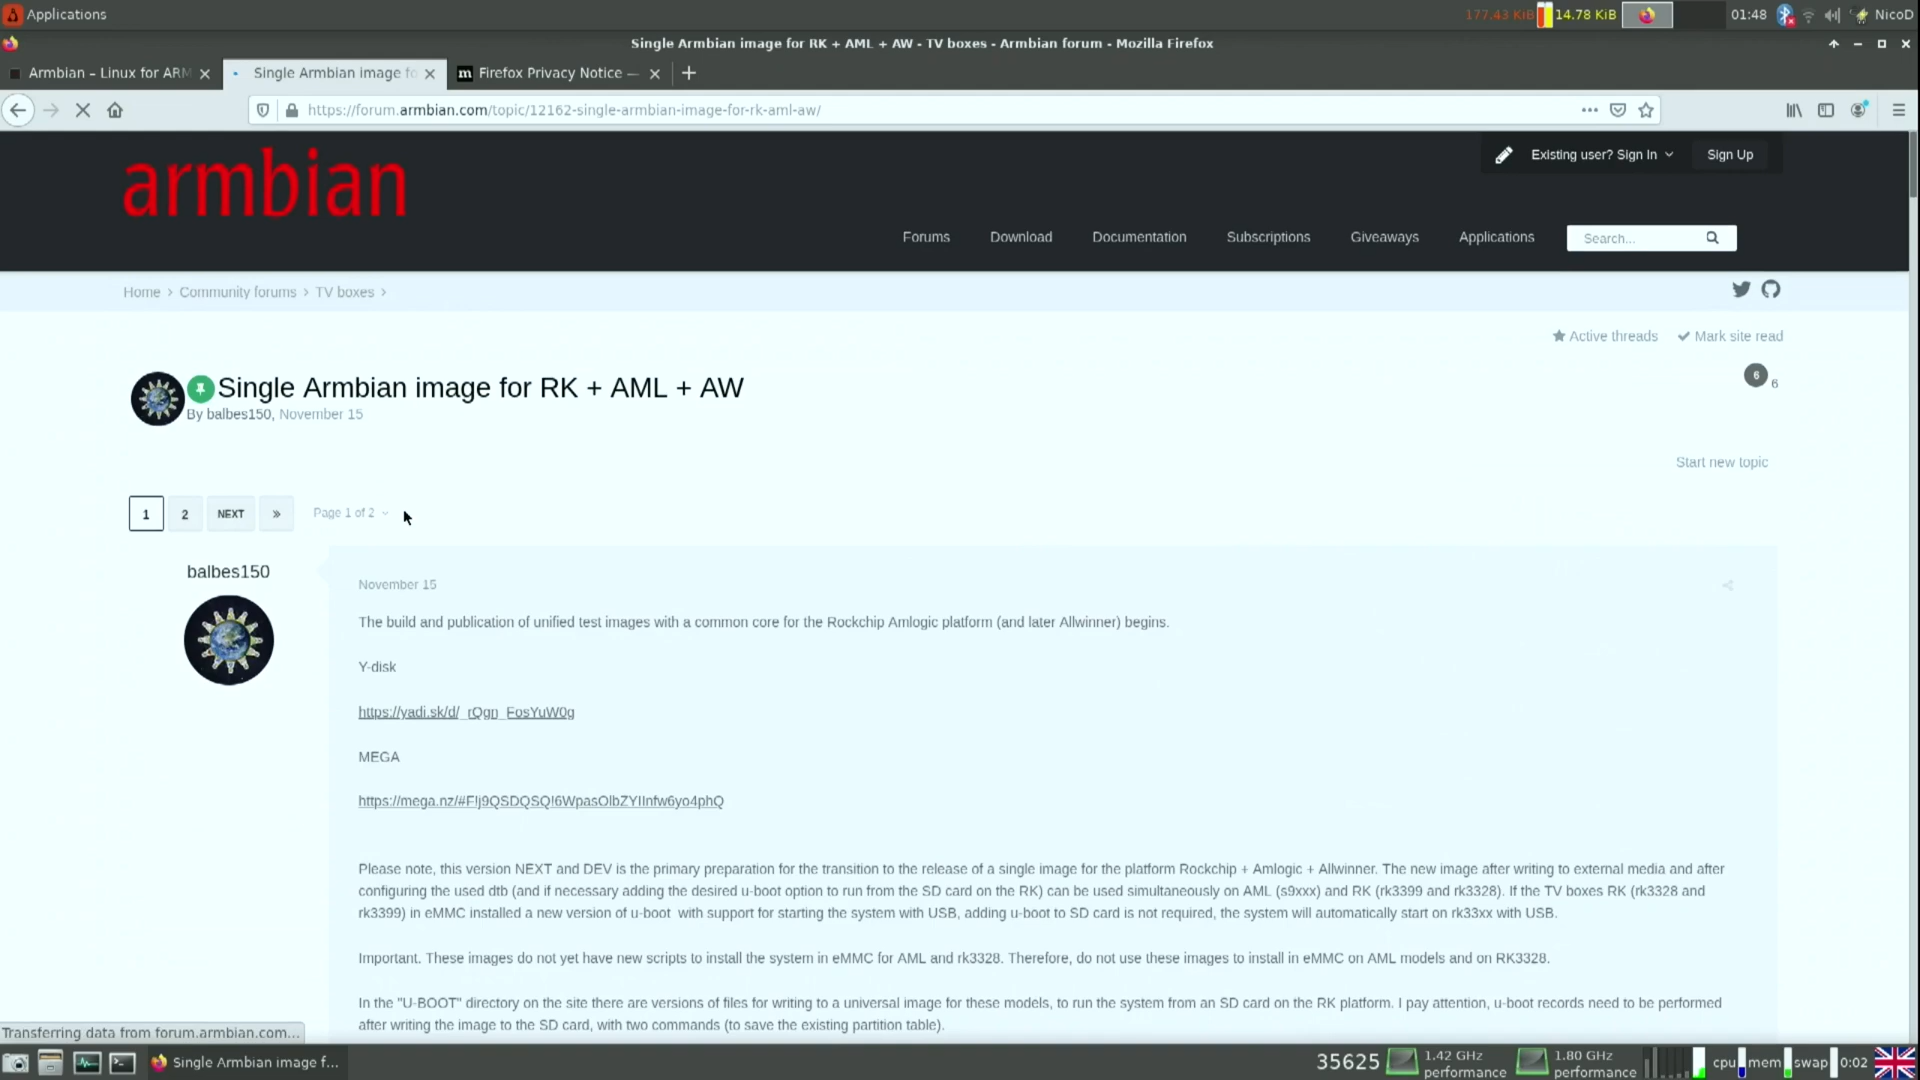 Applications
177.43 KiB 14.78 KiB 01:48 NicoD
Single Armbian image for RK + AML + AW - TV boxes - Armbian forum - Mozilla Firefox
Armbian – Linux for ARM
Single Armbian image fo
m Firefox Privacy Notice —
https://forum.armbian.com/topic/12162-single-armbian-image-for-rk-aml-aw/
armbian
Existing user? Sign In Sign Up
Forums Download Documentation Subscriptions Giveaways Applications Search...
Home > Community forums > TV boxes >
Active threads Mark site read
Single Armbian image for RK + AML + AW
6 6
By balbes150, November 15
Start new topic
1 2 NEXT » Page 1 of 2
balbes150
November 15
The build and publication of unified test images with a common core for the Rockchip Amlogic platform (and later Allwinner) begins.
Y-disk
https://yadi.sk/d/_rQgn_EosYuW0g
MEGA
https://mega.nz/#F!j9QSDQSQ!6WpasOlbZYIInfw6yo4phQ
Please note, this version NEXT and DEV is the primary preparation for the transition to the release of a single image for the platform Rockchip + Amlogic + Allwinner. The new image after writing to external media and after
configuring the used dtb (and if necessary adding the desired u-boot option to run from the SD card on the RK) can be used simultaneously on AML (s9xxx) and RK (rk3399 and rk3328). If the TV boxes RK (rk3328 and
rk3399) in eMMC installed a new version of u-boot with support for starting the system with USB, adding u-boot to SD card is not required, the system will automatically start on rk33xx with USB.
Important. These images do not yet have new scripts to install the system in eMMC for AML and rk3328. Therefore, do not use these images to install in eMMC on AML models and on RK3328.
In the "U-BOOT" directory on the site there are versions of files for writing to a universal image for these models, to run the system from an SD card on the RK platform. I pay attention, u-boot records need to be performed
after writing the image to the SD card, with two commands (to save the existing partition table).
Transferring data from forum.armbian.com...
Single Armbian image f...
35625 1.42 GHz performance 1.80 GHz performance cpu mem swap 0:02